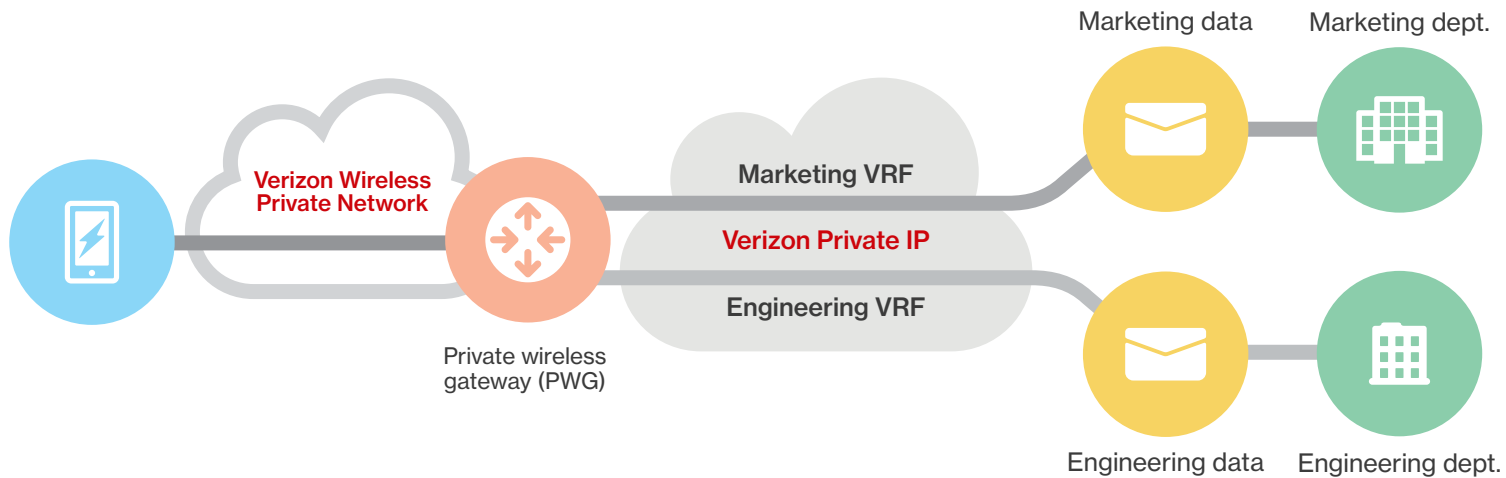 Marketing data
Marketing dept.
Verizon Wireless
Private Network
Marketing VRF
Verizon Private IP
Engineering VRF
Private wireless
gateway (PWG)
Engineering data
Engineering dept.